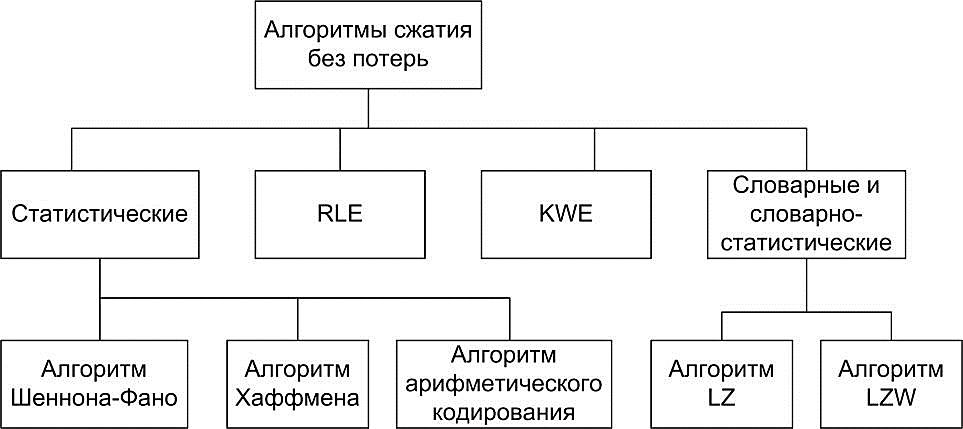 Алгоритмы сжатия
без потерь
Статистические
RLE
KWE
Словарные и
словарно-
статистические
Алгоритм
Шеннона-Фано
Алгоритм
Хаффмена
Алгоритм
арифметического
кодирования
Алгоритм
LZ
Алгоритм
LZW